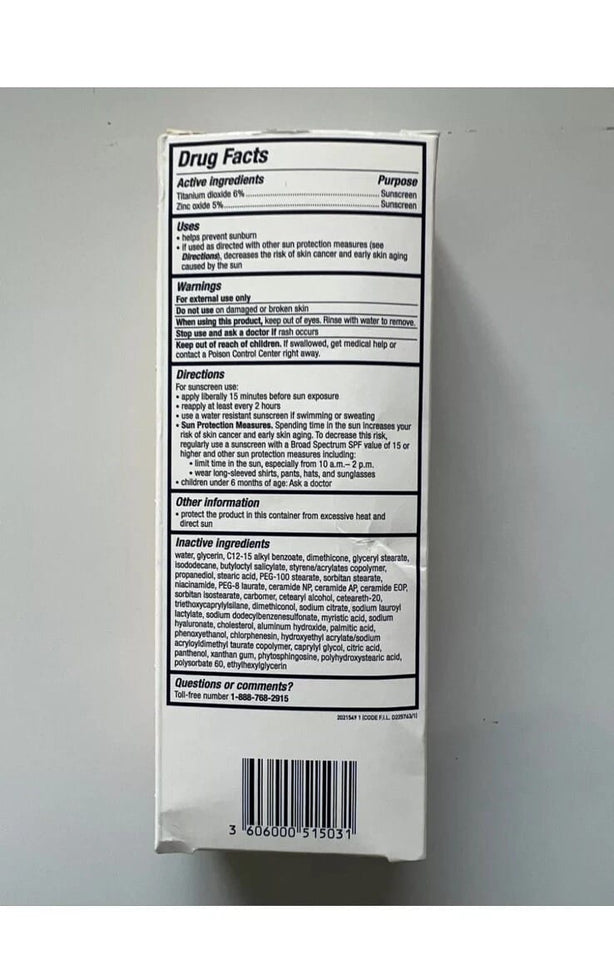 Drug Facts
Active ingredients Purpose
Titanium dioxide 6% Sunscreen
Zinc oxide 5% Sunscreen
Uses
• helps prevent sunburn
• if used as directed with other sun protection measures (see
Directions), decreases the risk of skin cancer and early skin aging
caused by the sun
Warnings
For external use only
Do not use on damaged or broken skin
When using this product, keep out of eyes. Rinse with water to remove.
Stop use and ask a doctor if rash occurs
Keep out of reach of children. If swallowed, get medical help or
contact a Poison Control Center right away.
Directions
For sunscreen use:
• apply liberally 15 minutes before sun exposure
• reapply at least every 2 hours
• use a water resistant sunscreen if swimming or sweating
• Sun Protection Measures. Spending time in the sun increases your
risk of skin cancer and early skin aging. To decrease this risk,
regularly use a sunscreen with a Broad Spectrum SPF value of 15 or
higher and other sun protection measures including:
• limit time in the sun, especially from 10 a.m.– 2 p.m.
• wear long-sleeved shirts, pants, hats, and sunglasses
• children under 6 months of age: Ask a doctor
Other information
• protect the product in this container from excessive heat and
direct sun
Inactive ingredients
water, glycerin, C12-15 alkyl benzoate, dimethicone, glyceryl stearate,
isododecane, butyloctyl salicylate, styrene/acrylates copolymer,
propanediol, stearic acid, PEG-100 stearate, sorbitan stearate,
niacinamide, PEG-8 laurate, ceramide NP, ceramide AP, ceramide EOP,
sorbitan isostearate, carbomer, cetearyl alcohol, ceteareth-20,
triethoxycaprylylsilane, dimethiconol, sodium citrate, sodium lauroyl
lactylate, sodium dodecylbenzenesulfonate, myristic acid, sodium
hyaluronate, cholesterol, aluminum hydroxide, palmitic acid,
phenoxyethanol, chlorphenesin, hydroxyethyl acrylate/sodium
acryloyldimethyl taurate copolymer, caprylyl glycol, citric acid,
panthenol, xanthan gum, phytosphingosine, polyhydroxystearic acid,
polysorbate 60, ethylhexylglycerin
Questions or comments?
Toll-free number 1-888-768-2915
2021549 1 (CODE F.I.L. D225743/1)
3 606000 515031